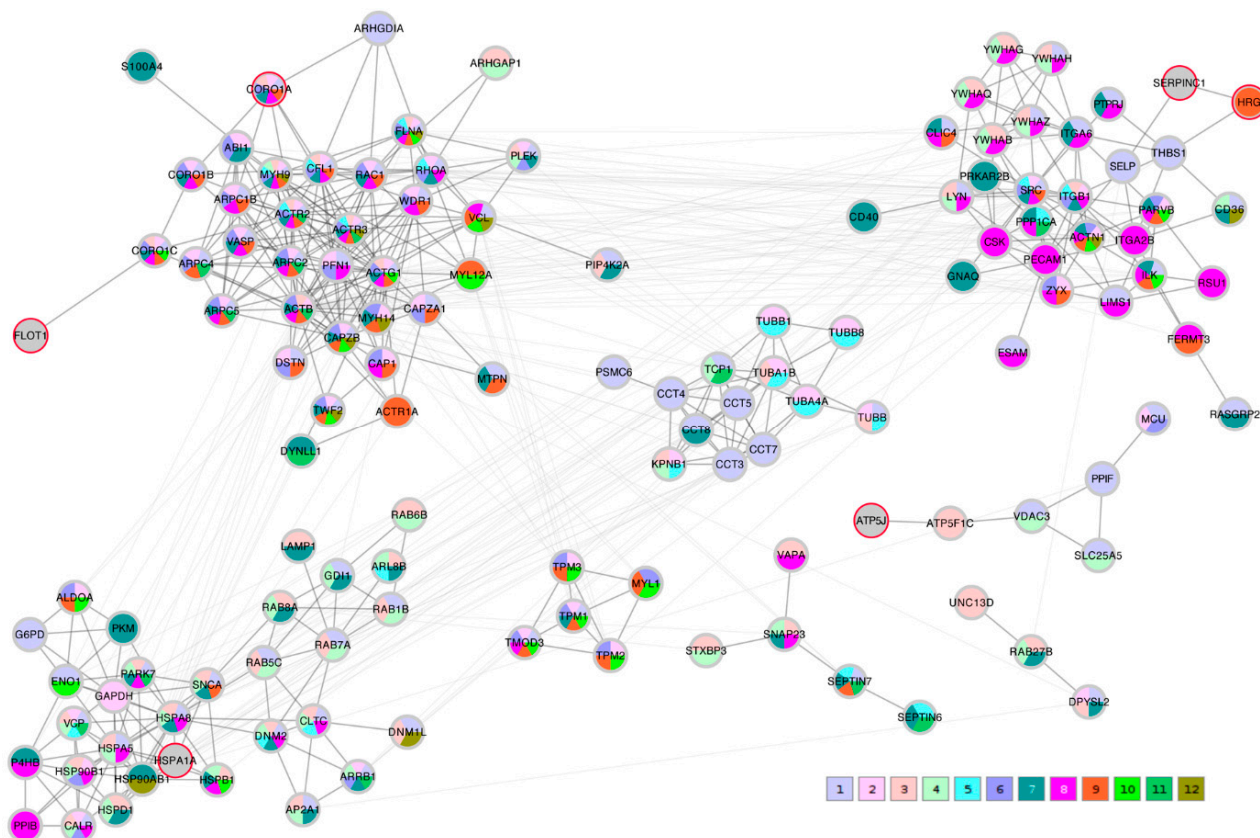 ARHGDIA
S100A4
ARHGAP1
CORO1A
FLNA
ABI1
PLEK
CORO1B
MYH9
CFL1
RAC1
RHOA
ARPC1B
WDR1
ACTR2
VCL
ACTR3
CORO1C
VASP
ARPC4
ARPC2
PFN1
ACTG1
MYL12A
PIP4K2A
ARPC5
ACTB
MYH14
CAPZA1
FLOT1
CAPZB
DSTN
CAP1
MTPN
TWF2
ACTR1A
DYNLL1
YWHAG
YWHAH
SERPINC1
HRG
YWHAQ
PTPRJ
YWHAZ
ITGA6
CLIC4
YWHAB
THBS1
SELP
PRKAR2B
LYN
SRC
ITGB1
PARVB
CD36
CD40
PPP1CA
CSK
ACTN1
ITGA2B
PECAM1
GNAQ
ILK
RSU1
ZYX
LIMS1
FERMT3
ESAM
RASGRP2
TUBB1
TUBB8
PSMC6
TCP1
TUBA1B
CCT4
CCT5
TUBA4A
TUBB
CCT8
CCT7
KPNB1
CCT3
MCU
PPIF
ATP5J
ATP5F1C
VDAC3
SLC25A5
RAB6B
LAMP1
GDI1
ARL8B
RAB8A
RAB1B
RAB7A
RAB5C
ALDOA
G6PD
PKM
ENO1
PARK7
SNCA
GAPDH
VCP
HSPA8
HSPA5
HSPA1A
P4HB
HSP90B1
HSP90AB1
HSPB1
HSPD1
PPIB
CALR
DNM2
CLTC
DNM1L
ARRB1
AP2A1
TPM3
MYL1
TPM1
TMOD3
TPM2
VAPA
STXBP3
SNAP23
SEPTIN7
SEPTIN6
UNC13D
RAB27B
DPYSL2
1 2 3 4 5 6 7 8 9 10 11 12